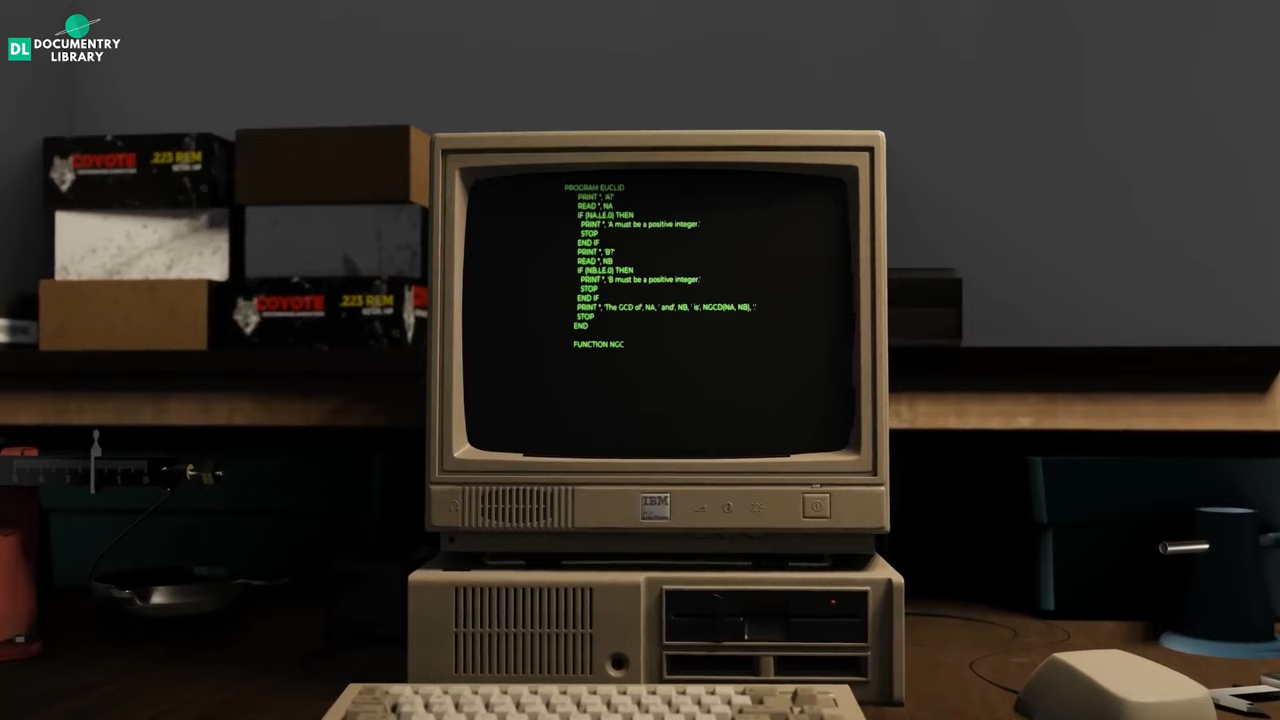 DL DOCUMENTRY
LIBRARY
COYOTE .223 REM
COYOTE .223 REM
PROGRAM EUCLID
PRINT *, 'A?'
READ *, NA
IF (NA.LE.0) THEN
PRINT *, 'A must be a positive integer.'
STOP
END IF
PRINT *, 'B?'
READ *, NB
IF (NB.LE.0) THEN
PRINT *, 'B must be a positive integer.'
STOP
END IF
PRINT *, 'The GCD of', NA, ' and', NB, ' is', NGCD(NA, NB), '.'
STOP
END
FUNCTION NGC
IBM